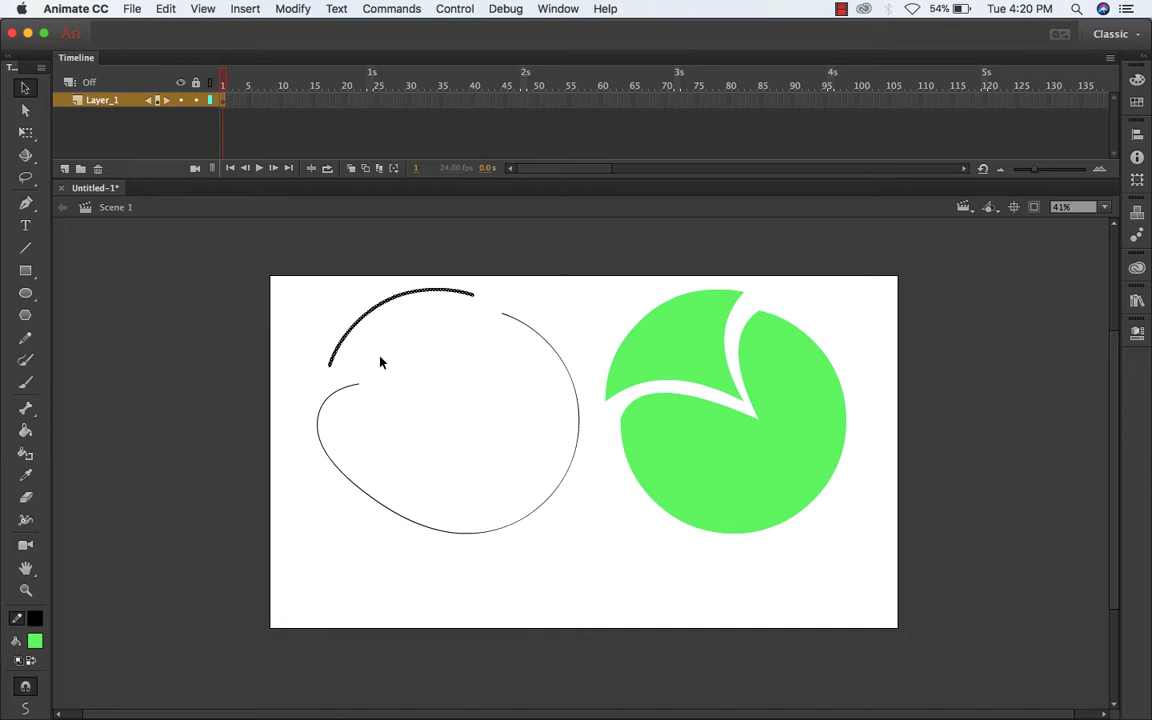 Animate CC File Edit View Insert Modify Text Commands Control Debug Window Help 54% Tue 4:20 PM
An Classic
Timeline
1s 2s 3s 4s 5s
Off 1 5 10 15 20 25 30 35 40 45 50 55 60 65 70 75 80 85 90 95 100 105 110 115 120 125 130 135
Layer_1
1 24.00 fps 0.0 s
Untitled-1*
Scene 1 41%
T...